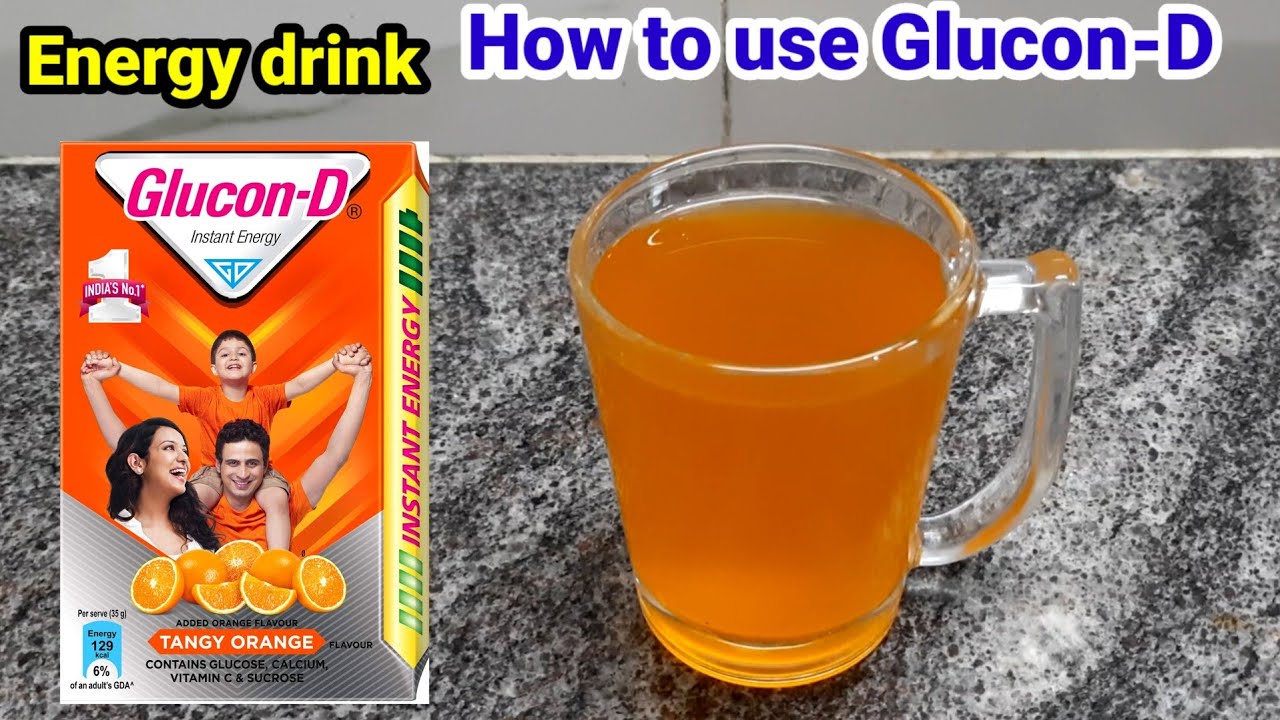 Energy drink
How to use Glucon-D
Glucon-D®
Instant Energy
GD
1
INDIA'S No.1*
INSTANT ENERGY
Per serve (35 g)
Energy
129
kcal
6%
of an adult's GDA^
ADDED ORANGE FLAVOUR
TANGY ORANGE FLAVOUR
CONTAINS GLUCOSE, CALCIUM,
VITAMIN C & SUCROSE